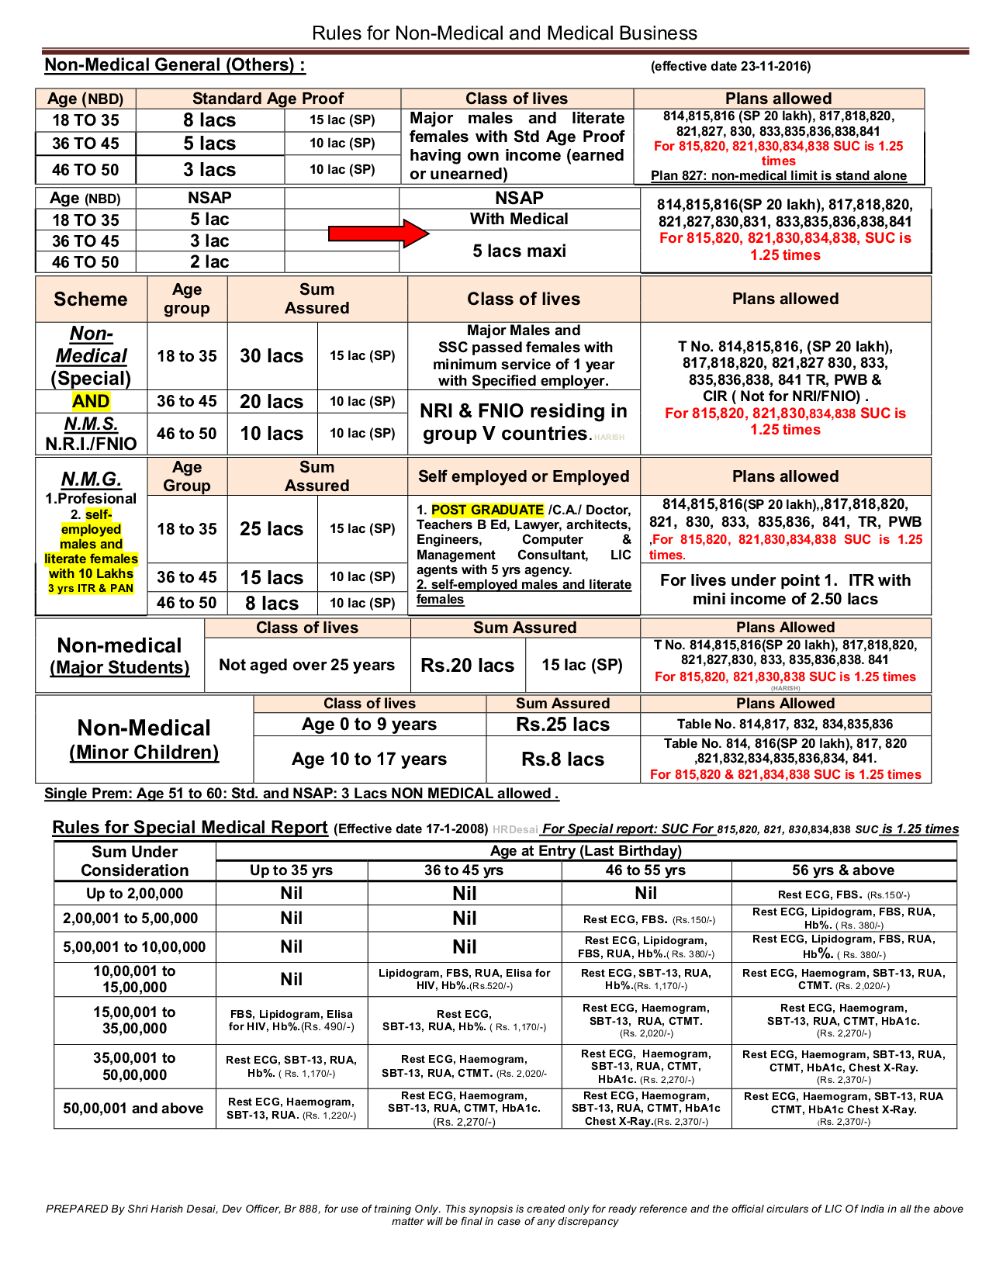 Rules for Non-Medical and Medical Business
Non-Medical General (Others) :
(effective date 23-11-2016)
Age (NBD)
Standard Age Proof
Class of lives
Plans allowed
18 TO 35
8 lacs
15 lac (SP)
36 TO 45
5 lacs
10 lac (SP)
46 TO 50
3 lacs
10 lac (SP)
Major males and literate
females with Std Age Proof
having own income (earned
or unearned)
814,815,816 (SP 20 lakh), 817,818,820,
821,827, 830, 833,835,836,838,841
For 815,820, 821,830,834,838 SUC is 1.25
times
Plan 827: non-medical limit is stand alone
Age (NBD)
NSAP
NSAP
18 TO 35
5 lac
With Medical
36 TO 45
3 lac
5 lacs maxi
46 TO 50
2 lac
814,815,816(SP 20 lakh), 817,818,820,
821,827,830,831, 833,835,836,838,841
For 815,820, 821,830,834,838, SUC is
1.25 times
Scheme
Age
group
Sum
Assured
Class of lives
Plans allowed
Non-
Medical
(Special)
AND
N.M.S.
N.R.I./FNIO
18 to 35
30 lacs
15 lac (SP)
36 to 45
20 lacs
10 lac (SP)
46 to 50
10 lacs
10 lac (SP)
Major Males and
SSC passed females with
minimum service of 1 year
with Specified employer.
NRI & FNIO residing in
group V countries. HARISH
T No. 814,815,816, (SP 20 lakh),
817,818,820, 821,827 830, 833,
835,836,838, 841 TR, PWB &
CIR ( Not for NRI/FNIO) .
For 815,820, 821,830,834,838 SUC is
1.25 times
N.M.G.
1.Profesional
2. self-
employed
males and
literate females
with 10 Lakhs
3 yrs ITR & PAN
Age
Group
Sum
Assured
Self employed or Employed
Plans allowed
18 to 35
25 lacs
15 lac (SP)
36 to 45
15 lacs
10 lac (SP)
46 to 50
8 lacs
10 lac (SP)
1. POST GRADUATE /C.A./ Doctor,
Teachers B Ed, Lawyer, architects,
Engineers, Computer &
Management Consultant, LIC
agents with 5 yrs agency.
2. self-employed males and literate
females
814,815,816(SP 20 lakh),,817,818,820,
821, 830, 833, 835,836, 841, TR, PWB
,For 815,820, 821,830,834,838 SUC is 1.25
times.
For lives under point 1. ITR with
mini income of 2.50 lacs
Non-medical
(Major Students)
Class of lives
Sum Assured
Plans Allowed
Not aged over 25 years
Rs.20 lacs
15 lac (SP)
T No. 814,815,816(SP 20 lakh), 817,818,820,
821,827,830, 833, 835,836,838. 841
For 815,820, 821,830,838 SUC is 1.25 times
(HARISH)
Non-Medical
(Minor Children)
Class of lives
Sum Assured
Plans Allowed
Age 0 to 9 years
Rs.25 lacs
Table No. 814,817, 832, 834,835,836
Age 10 to 17 years
Rs.8 lacs
Table No. 814, 816(SP 20 lakh), 817, 820
,821,832,834,835,836,834, 841.
For 815,820 & 821,834,838 SUC is 1.25 times
Single Prem: Age 51 to 60: Std. and NSAP: 3 Lacs NON MEDICAL allowed .
Rules for Special Medical Report (Effective date 17-1-2008) HRDesai For Special report: SUC For 815,820, 821, 830,834,838 SUC is 1.25 times
Sum Under
Consideration
Age at Entry (Last Birthday)
Up to 35 yrs
36 to 45 yrs
46 to 55 yrs
56 yrs & above
Up to 2,00,000
Nil
Nil
Nil
Rest ECG, FBS. (Rs.150/-)
2,00,001 to 5,00,000
Nil
Nil
Rest ECG, FBS. (Rs.150/-)
Rest ECG, Lipidogram, FBS, RUA,
Hb%. ( Rs. 380/-)
5,00,001 to 10,00,000
Nil
Nil
Rest ECG, Lipidogram,
FBS, RUA, Hb%.( Rs. 380/-)
Rest ECG, Lipidogram, FBS, RUA,
Hb%. ( Rs. 380/-)
10,00,001 to
15,00,000
Nil
Lipidogram, FBS, RUA, Elisa for
HIV, Hb%.(Rs.520/-)
Rest ECG, SBT-13, RUA,
Hb%.(Rs. 1,170/-)
Rest ECG, Haemogram, SBT-13, RUA,
CTMT. (Rs. 2,020/-)
15,00,001 to
35,00,000
FBS, Lipidogram, Elisa
for HIV, Hb%.(Rs. 490/-)
Rest ECG,
SBT-13, RUA, Hb%. ( Rs. 1,170/-)
Rest ECG, Haemogram,
SBT-13, RUA, CTMT.
(Rs. 2,020/-)
Rest ECG, Haemogram,
SBT-13, RUA, CTMT, HbA1c.
(Rs. 2,270/-)
35,00,001 to
50,00,000
Rest ECG, SBT-13, RUA,
Hb%. ( Rs. 1,170/-)
Rest ECG, Haemogram,
SBT-13, RUA, CTMT. (Rs. 2,020/-
Rest ECG, Haemogram,
SBT-13, RUA, CTMT,
HbA1c. (Rs. 2,270/-)
Rest ECG, Haemogram, SBT-13, RUA,
CTMT, HbA1c, Chest X-Ray.
(Rs. 2,370/-)
50,00,001 and above
Rest ECG, Haemogram,
SBT-13, RUA. (Rs. 1,220/-)
Rest ECG, Haemogram,
SBT-13, RUA, CTMT, HbA1c.
(Rs. 2,270/-)
Rest ECG, Haemogram,
SBT-13, RUA, CTMT, HbA1c
Chest X-Ray.(Rs. 2,370/-)
Rest ECG, Haemogram, SBT-13, RUA
CTMT, HbA1c Chest X-Ray.
(Rs. 2,370/-)
PREPARED By Shri Harish Desai, Dev Officer, Br 888, for use of training Only. This synopsis is created only for ready reference and the official circulars of LIC Of India in all the above
matter will be final in case of any discrepancy